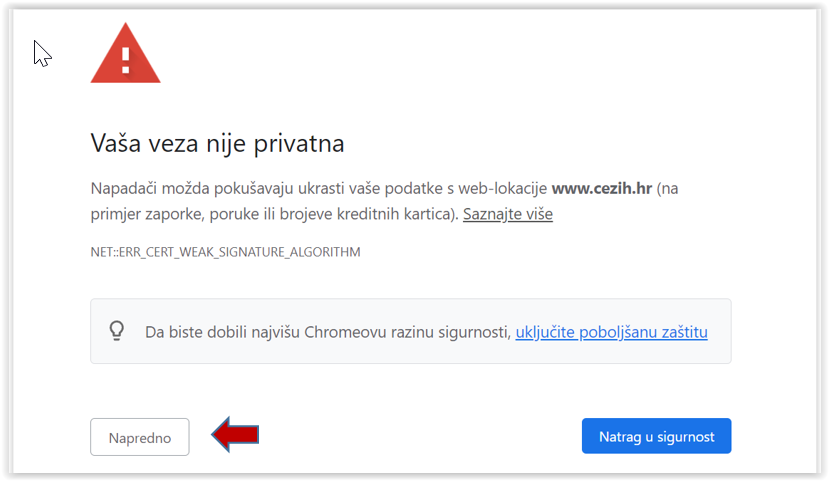 Vaša veza nije privatna
Napadači možda pokušavaju ukrasti vaše podatke s web-lokacije www.cezih.hr (na
primjer zaporke, poruke ili brojeve kreditnih kartica). Saznajte više
NET::ERR_CERT_WEAK_SIGNATURE_ALGORITHM
Da biste dobili najvišu Chromeovu razinu sigurnosti, uključite poboljšanu zaštitu
Napredno
Natrag u sigurnost